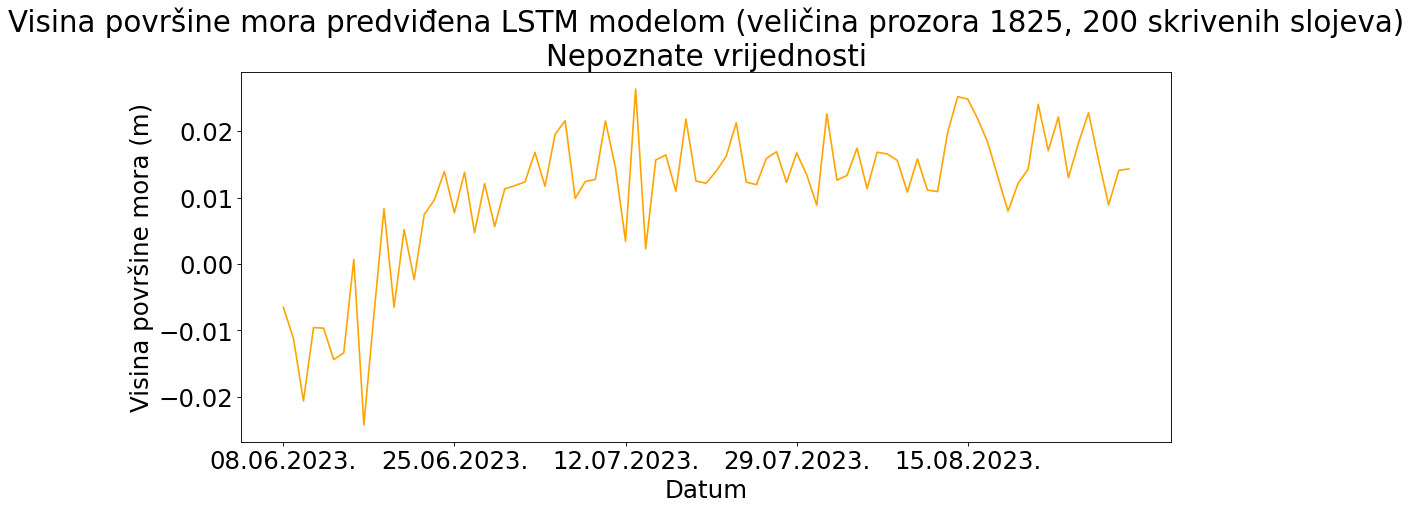 Visina površine mora predviđena LSTM modelom (veličina prozora 1825, 200 skrivenih slojeva)
Nepoznate vrijednosti
Visina površine mora (m)
0.02
0.01
0.00
−0.01
−0.02
08.06.2023. 25.06.2023. 12.07.2023. 29.07.2023. 15.08.2023.
Datum